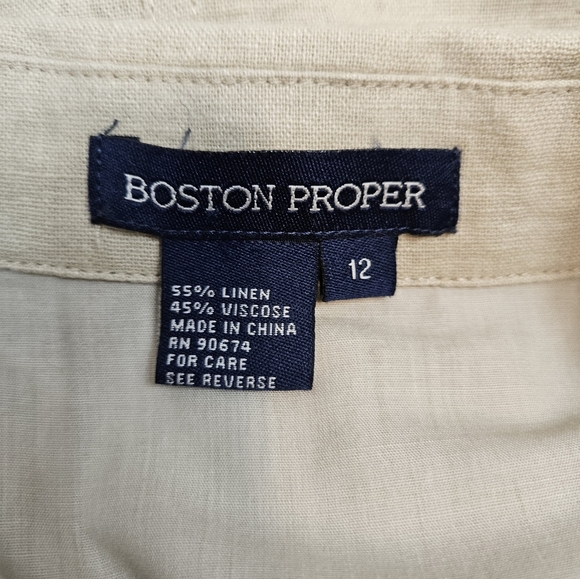 BOSTON PROPER
12
55% LINEN
45% VISCOSE
MADE IN CHINA
RN 90674
FOR CARE
SEE REVERSE